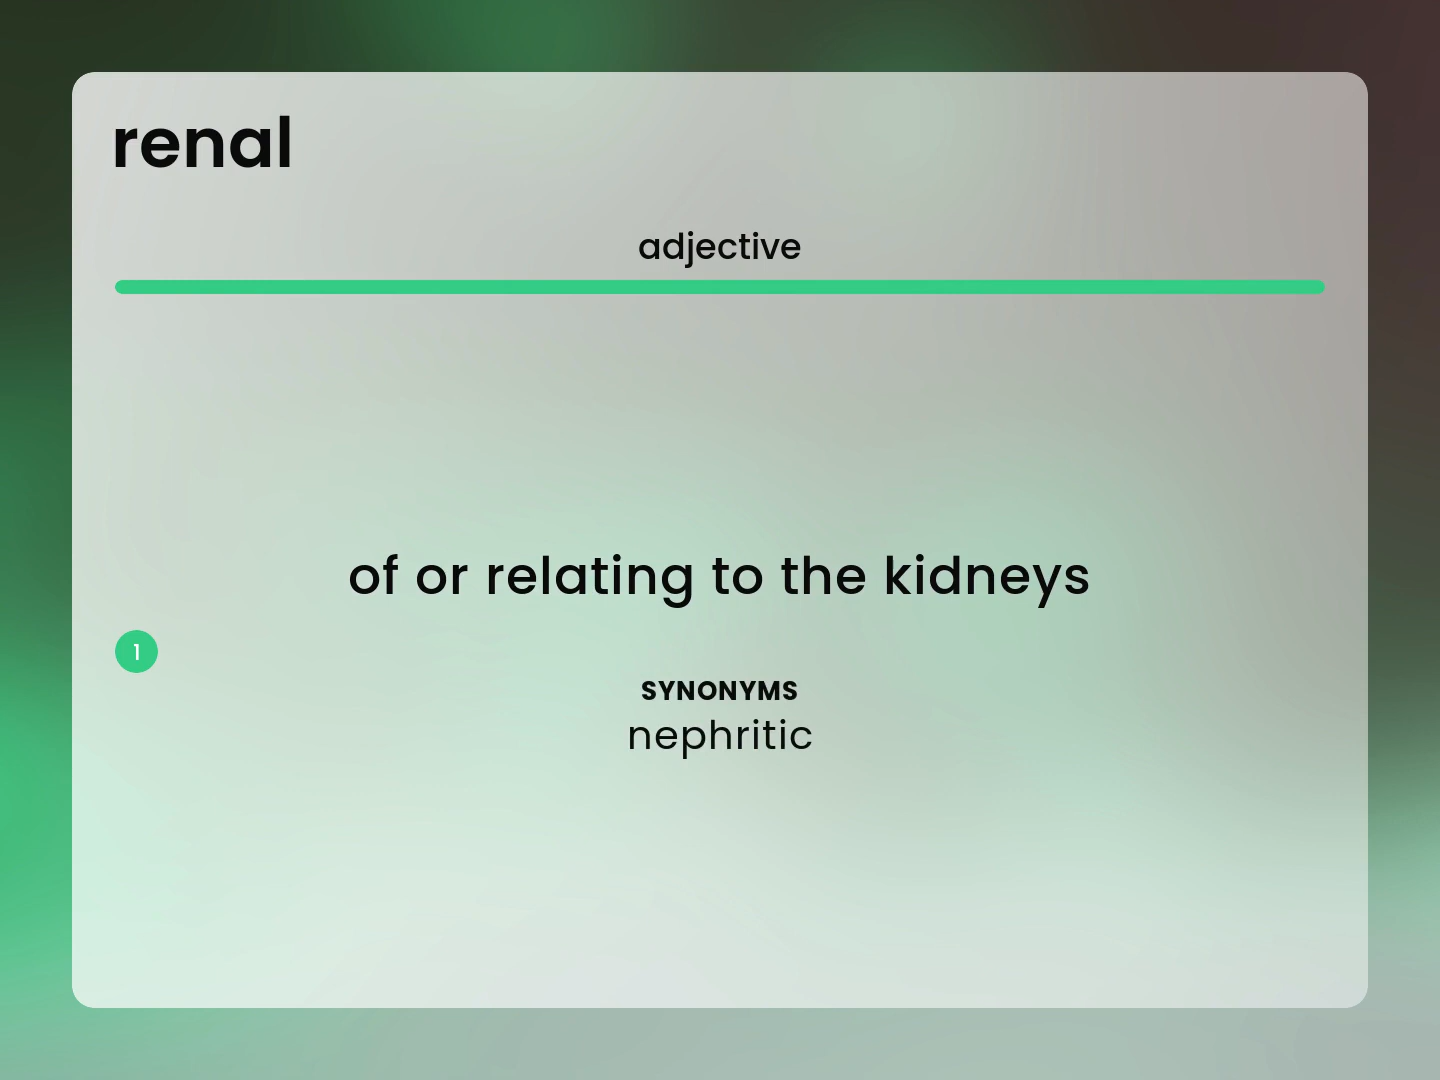 renal
adjective
of or relating to the kidneys
1
SYNONYMS
nephritic